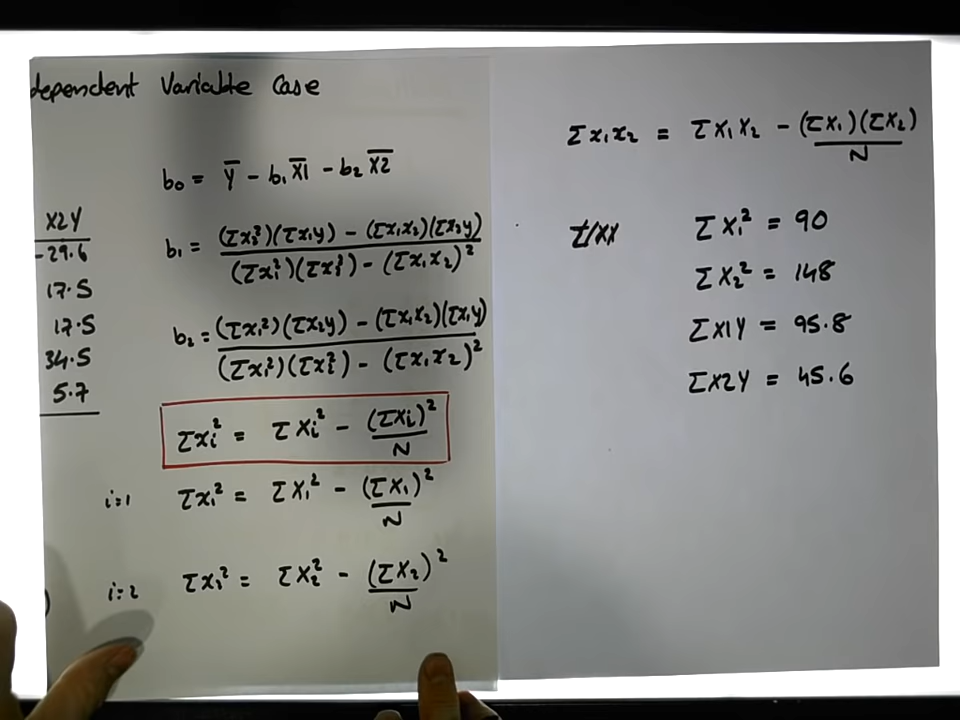 dependent Variable Case
b₀ = Y̅ - b₁X̅1̅ - b₂X̅2̅
X2Y
-29.6
17.5
17.5
34.5
5.7
b₁ = (Σx₂²)(Σx₁y) - (Σx₁x₂)(Σx₂y) / (Σx₁²)(Σx₂²) - (Σx₁x₂)²
b₂ = (Σx₁²)(Σx₂y) - (Σx₁x₂)(Σx₁y) / (Σx₁²)(Σx₂²) - (Σx₁x₂)²
Σxi² = ΣXi² - (ΣXi)² / N
i=1 Σx₁² = ΣX₁² - (ΣX₁)² / N
i=2 Σx₁² = ΣX₂² - (ΣX₂)² / N
Σx₁x₂ = ΣX₁X₂ - (ΣX₁)(ΣX₂) / N
ΣX₁² = 90
ΣX₂² = 148
ΣX1Y = 95.8
ΣX2Y = 45.6